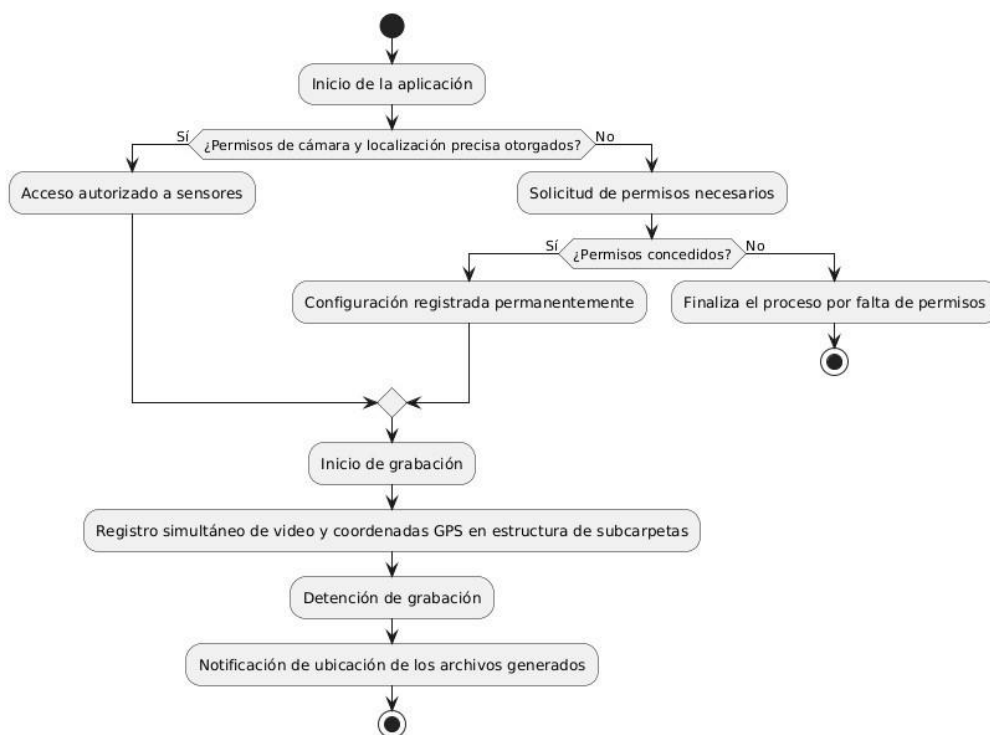 Inicio de la aplicación
Sí
¿Permisos de cámara y localización precisa otorgados?
No
Acceso autorizado a sensores
Solicitud de permisos necesarios
Sí
¿Permisos concedidos?
No
Configuración registrada permanentemente
Finaliza el proceso por falta de permisos
Inicio de grabación
Registro simultáneo de video y coordenadas GPS en estructura de subcarpetas
Detención de grabación
Notificación de ubicación de los archivos generados